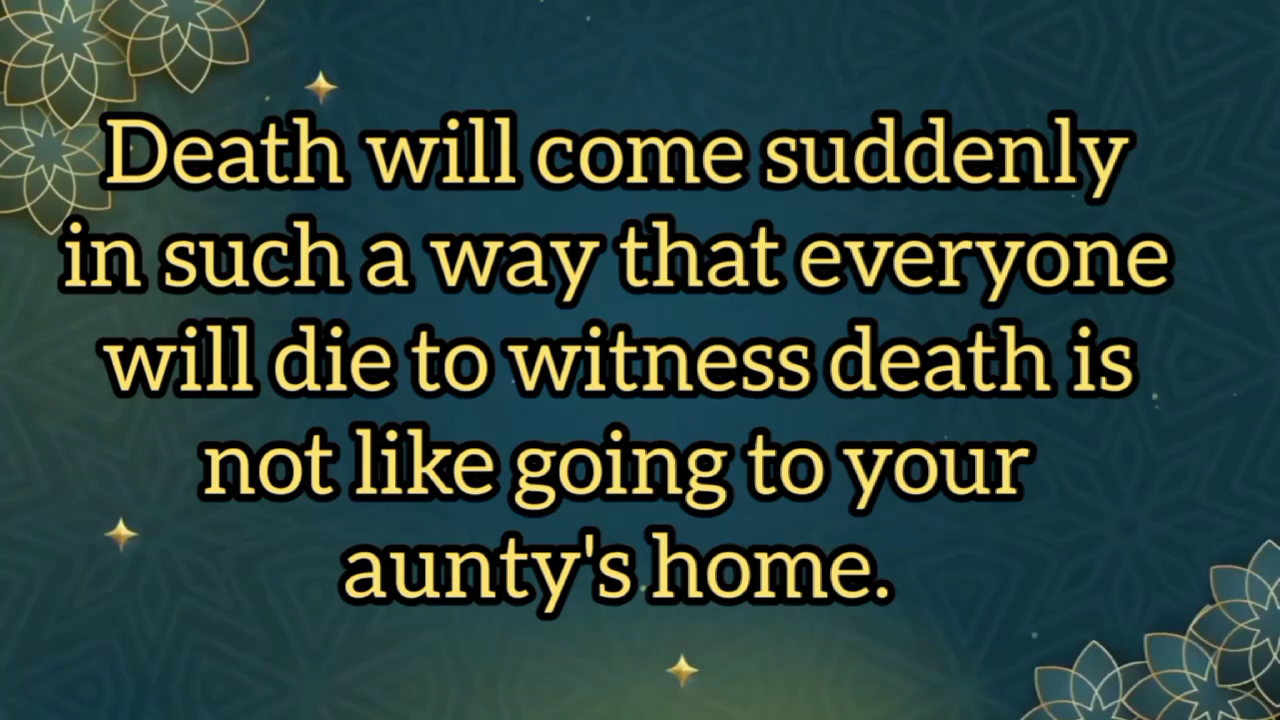 Death will come suddenly
in such a way that everyone
will die to witness death is
not like going to your
aunty's home.